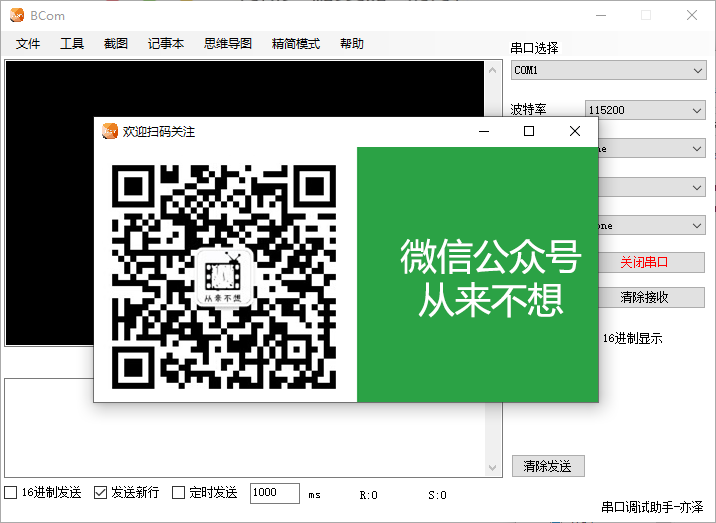 BCom
文件 工具 截图 记事本 思维导图 精简模式 帮助
串口选择
COM1
波特率 115200
欢迎扫码关注
微信公众号
从来不想
从来不想
关闭串口
清除接收
16进制显示
清除发送
16进制发送 发送新行 定时发送 1000 ms R:0 S:0
串口调试助手-亦泽